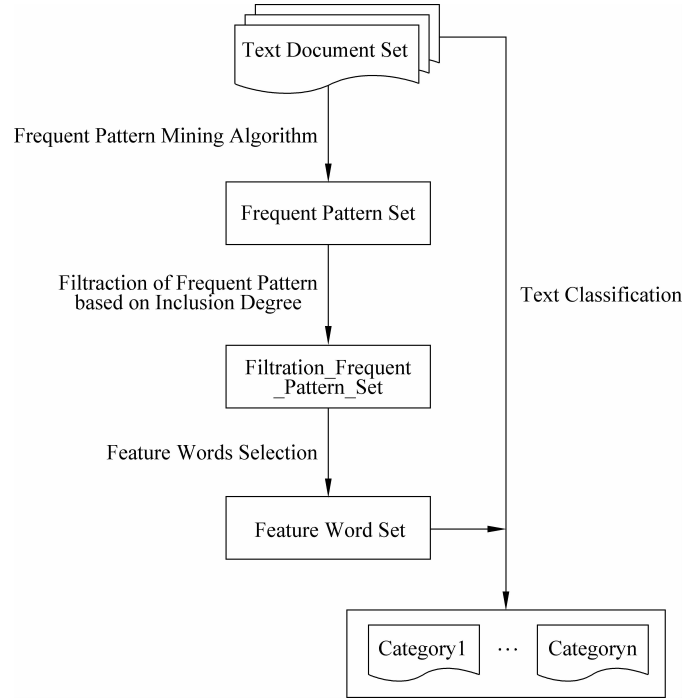 Text Document Set
Frequent Pattern Mining Algorithm
Frequent Pattern Set
Filtraction of Frequent Pattern
based on Inclusion Degree
Text Classification
Filtration_Frequent
_Pattern_Set
Feature Words Selection
Feature Word Set
Category1 ··· Categoryn